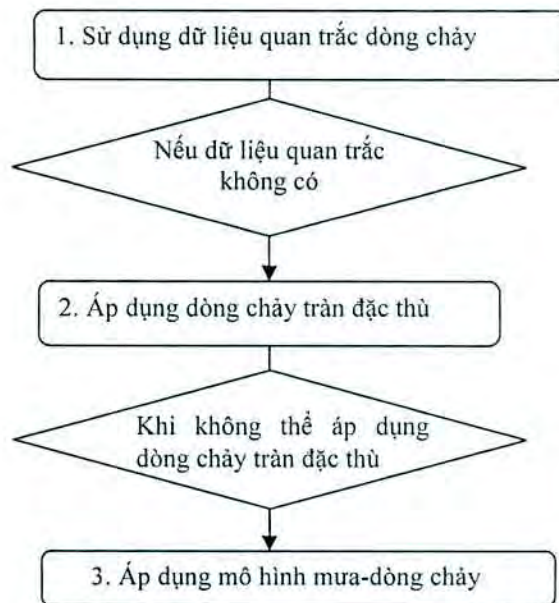 1. Sử dụng dữ liệu quan trắc dòng chảy
Nếu dữ liệu quan trắc
không có
2. Áp dụng dòng chảy tràn đặc thù
Khi không thể áp dụng
dòng chảy tràn đặc thù
3. Áp dụng mô hình mưa-dòng chảy